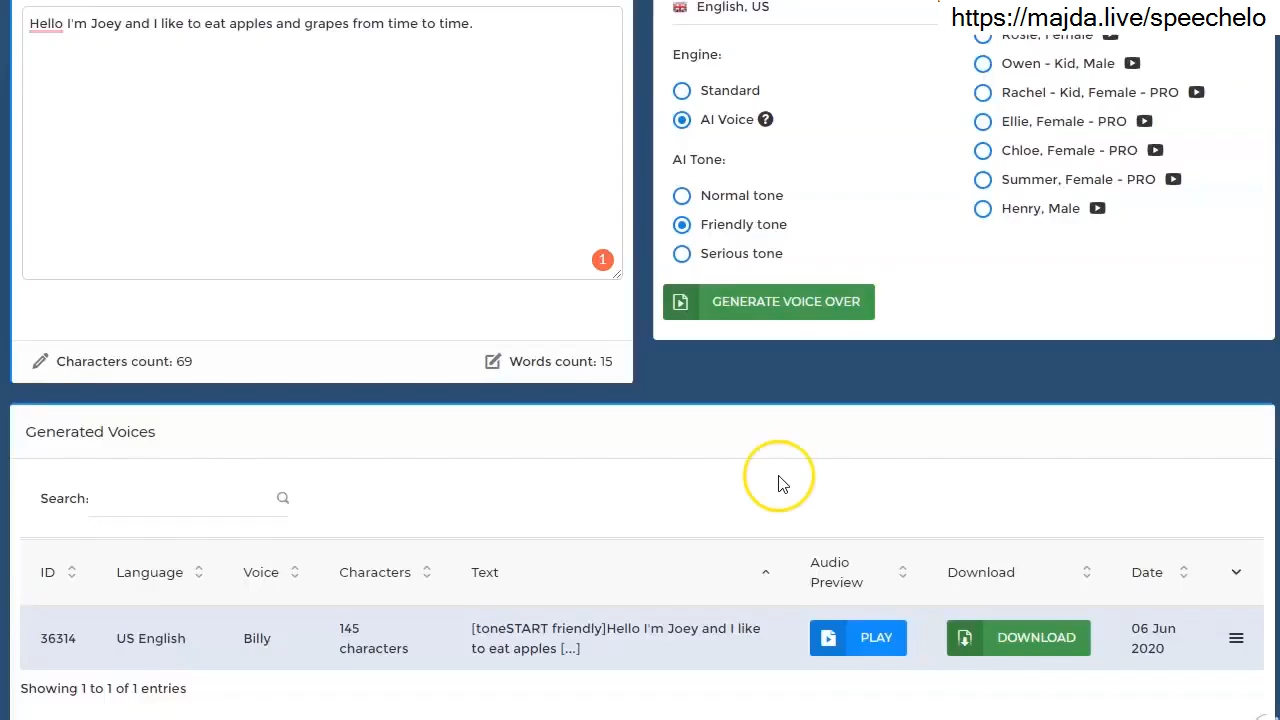 https://majda.live/speechelo
Hello I'm Joey and I like to eat apples and grapes from time to time.
1
Characters count: 69
Words count: 15
English, US
Engine:
Standard
AI Voice ?
AI Tone:
Normal tone
Friendly tone
Serious tone
GENERATE VOICE OVER
Rosie, Female
Owen - Kid, Male
Rachel - Kid, Female - PRO
Ellie, Female - PRO
Chloe, Female - PRO
Summer, Female - PRO
Henry, Male
Generated Voices
Search:
ID
Language
Voice
Characters
Text
Audio
Preview
Download
Date
36314
US English
Billy
145
characters
[toneSTART friendly]Hello I'm Joey and I like
to eat apples [...]
PLAY
DOWNLOAD
06 Jun
2020
Showing 1 to 1 of 1 entries